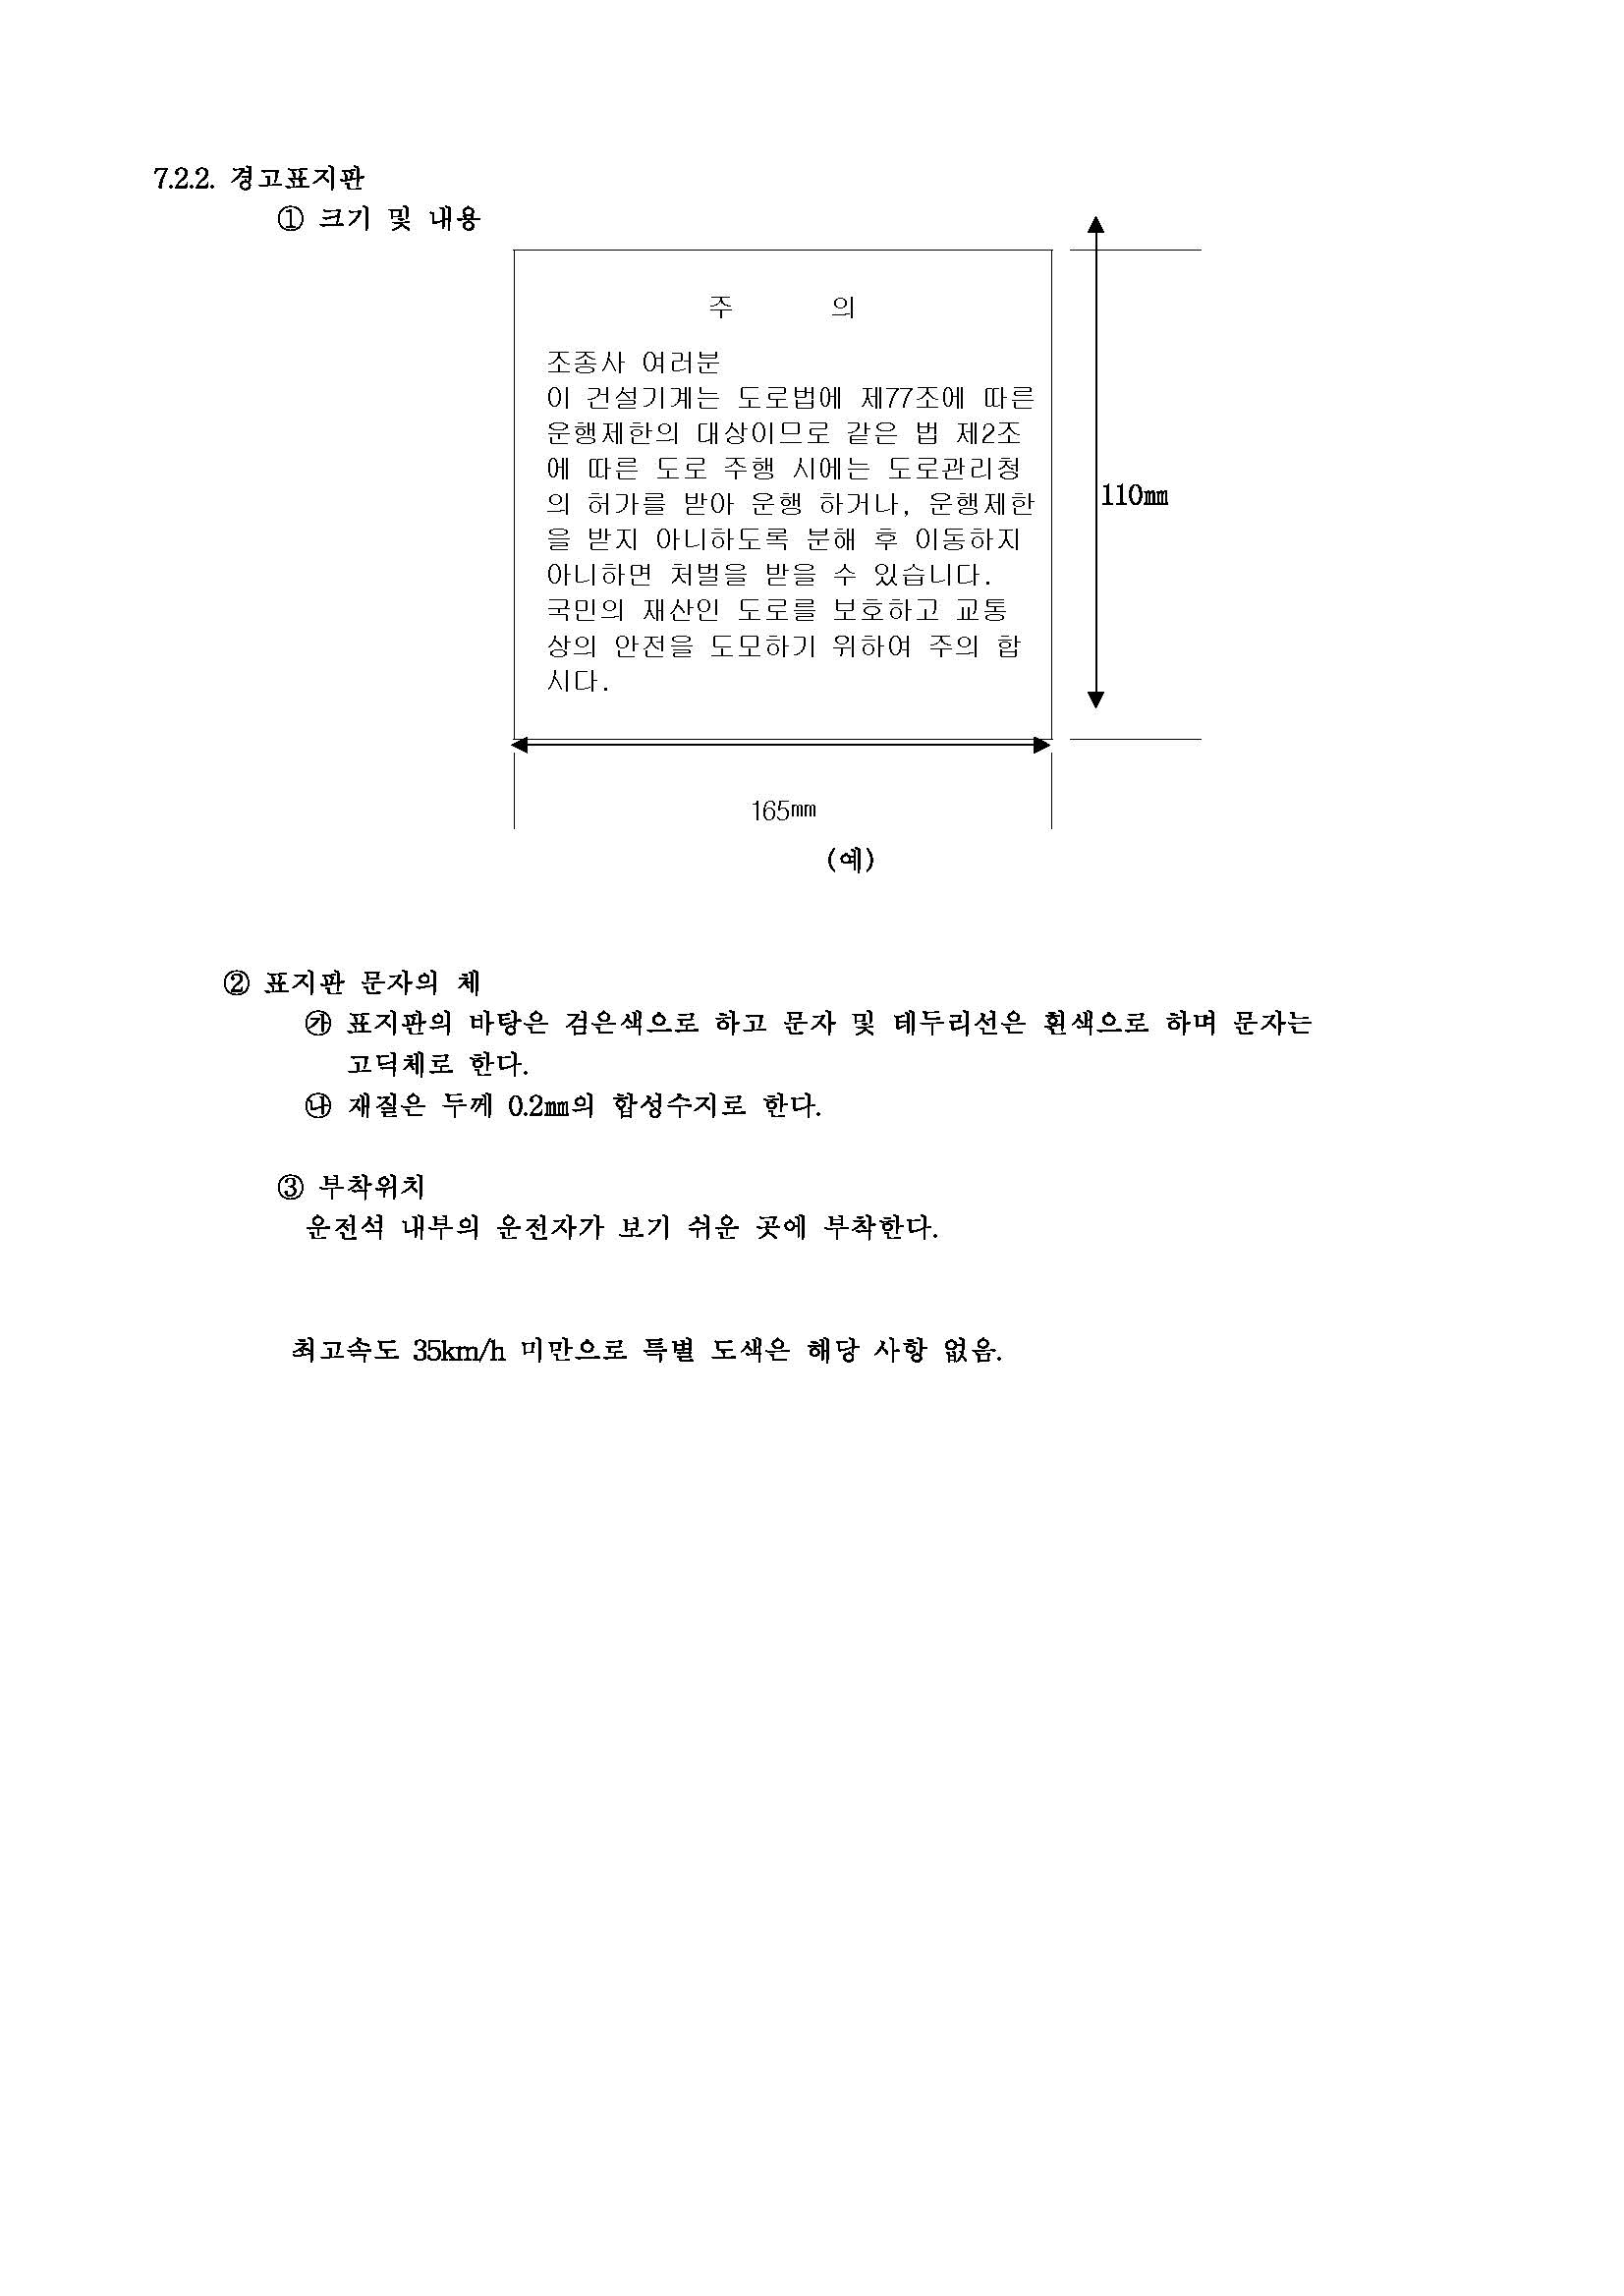 7.2.2. 경고표지판
① 크기 및 내용
주 의
조종사 여러분
이 건설기계는 도로법에 제77조에 따른
운행제한의 대상이므로 같은 법 제2조
에 따른 도로 주행 시에는 도로관리청
의 허가를 받아 운행 하거나, 운행제한
을 받지 아니하도록 분해 후 이동하지
아니하면 처벌을 받을 수 있습니다.
국민의 재산인 도로를 보호하고 교통
상의 안전을 도모하기 위하여 주의 합
시다.
110㎜
165㎜
(예)
② 표지판 문자의 체
㉮ 표지판의 바탕은 검은색으로 하고 문자 및 테두리선은 흰색으로 하며 문자는
고딕체로 한다.
㉯ 재질은 두께 0.2㎜의 합성수지로 한다.
③ 부착위치
운전석 내부의 운전자가 보기 쉬운 곳에 부착한다.
최고속도 35km/h 미만으로 특별 도색은 해당 사항 없음.